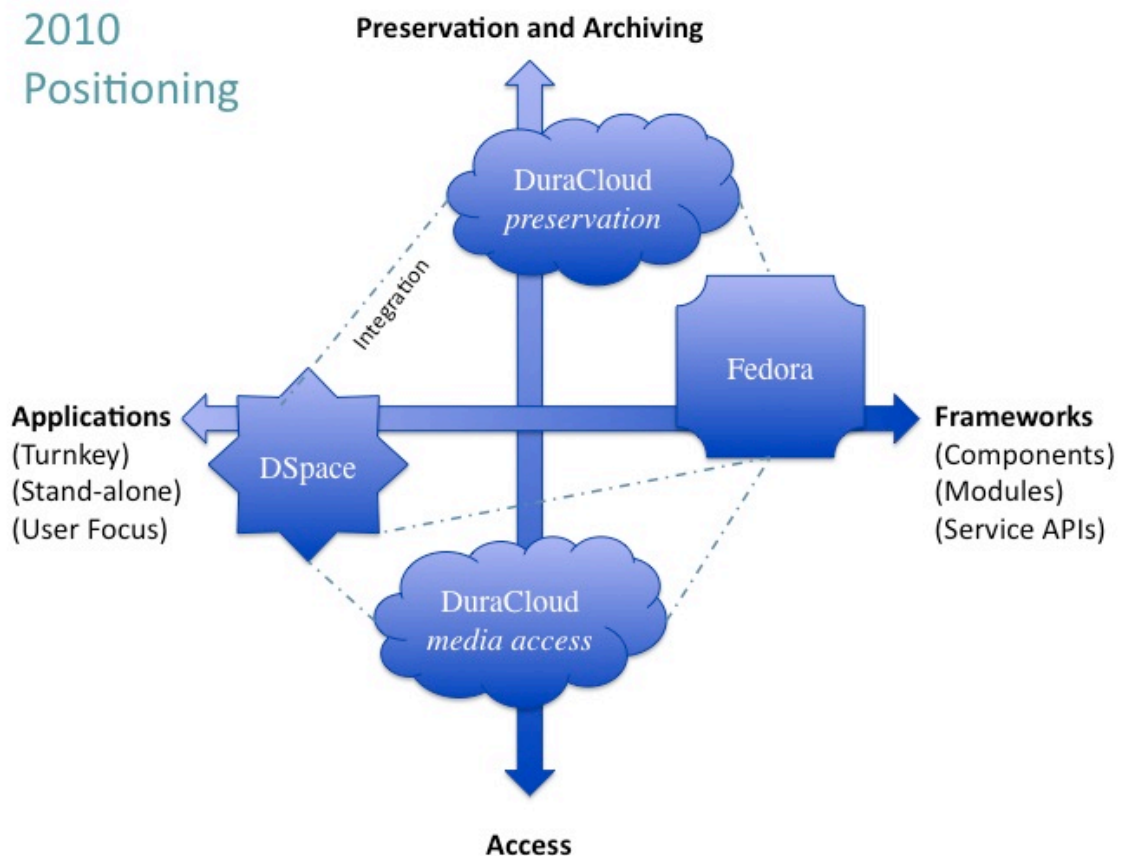 2010
Positioning
Preservation and Archiving
DuraCloud
preservation
Integration
Fedora
Applications
(Turnkey)
(Stand-alone)
(User Focus)
DSpace
Frameworks
(Components)
(Modules)
(Service APIs)
DuraCloud
media access
Access